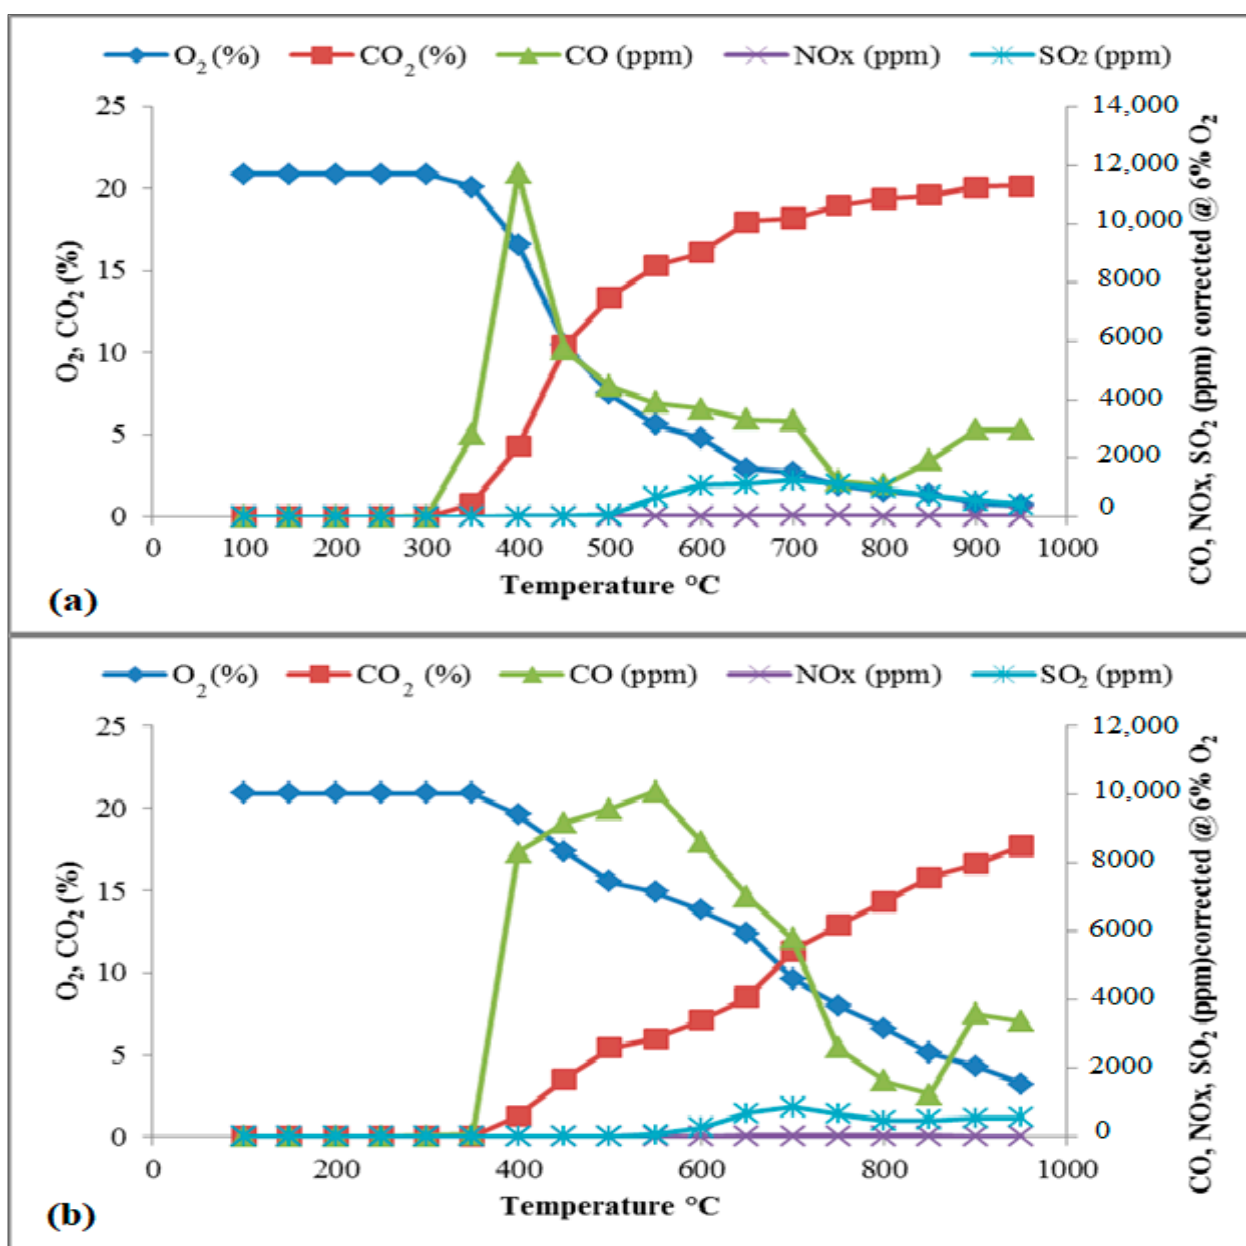 O₂ (%) CO₂ (%) CO (ppm) NOx (ppm) SO₂ (ppm)
25
20
15
10
5
0
O₂, CO₂ (%)
14,000
12,000
10,000
8000
6000
4000
2000
0
CO, NOx, SO₂ (ppm) corrected @ 6% O₂
0 100 200 300 400 500 600 700 800 900 1000
Temperature °C
(a)
O₂ (%) CO₂ (%) CO (ppm) NOx (ppm) SO₂ (ppm)
25
20
15
10
5
0
O₂, CO₂ (%)
12,000
10,000
8000
6000
4000
2000
0
CO, NOx, SO₂ (ppm)corrected @ 6% O₂
0 200 400 600 800 1000
Temperature °C
(b)